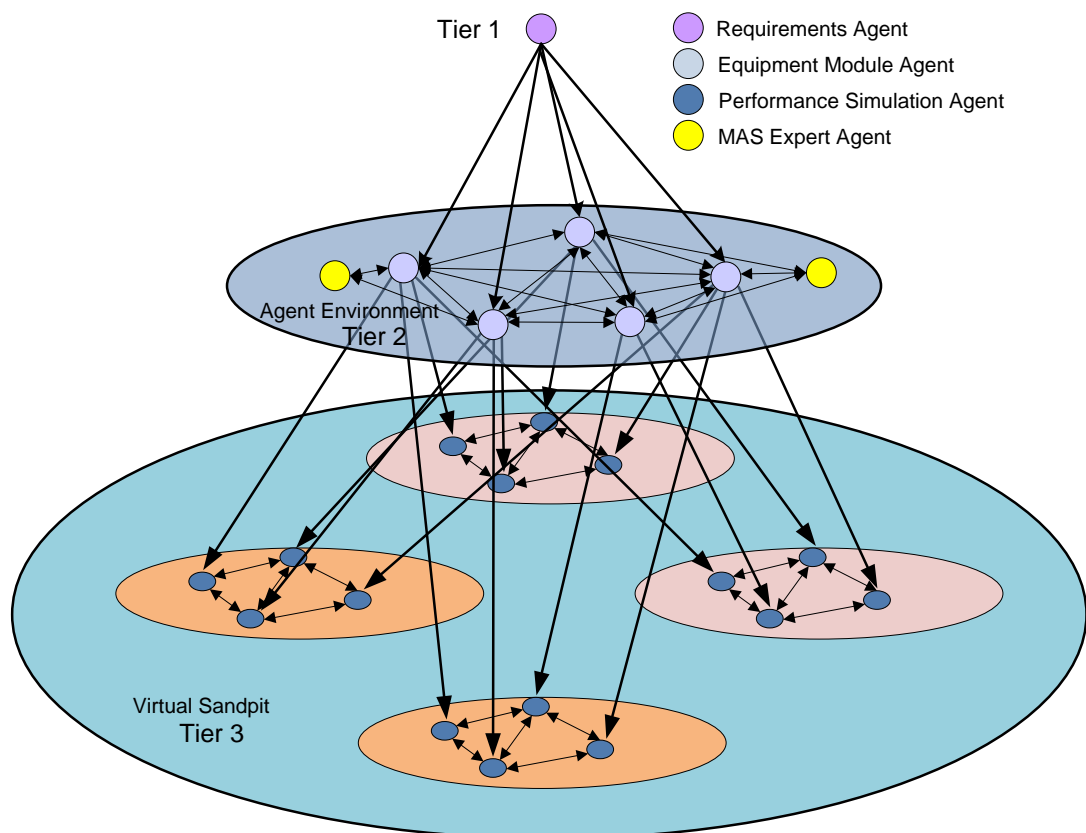 Tier 1
Requirements Agent
Equipment Module Agent
Performance Simulation Agent
MAS Expert Agent
Agent Environment
Tier 2
Virtual Sandpit
Tier 3